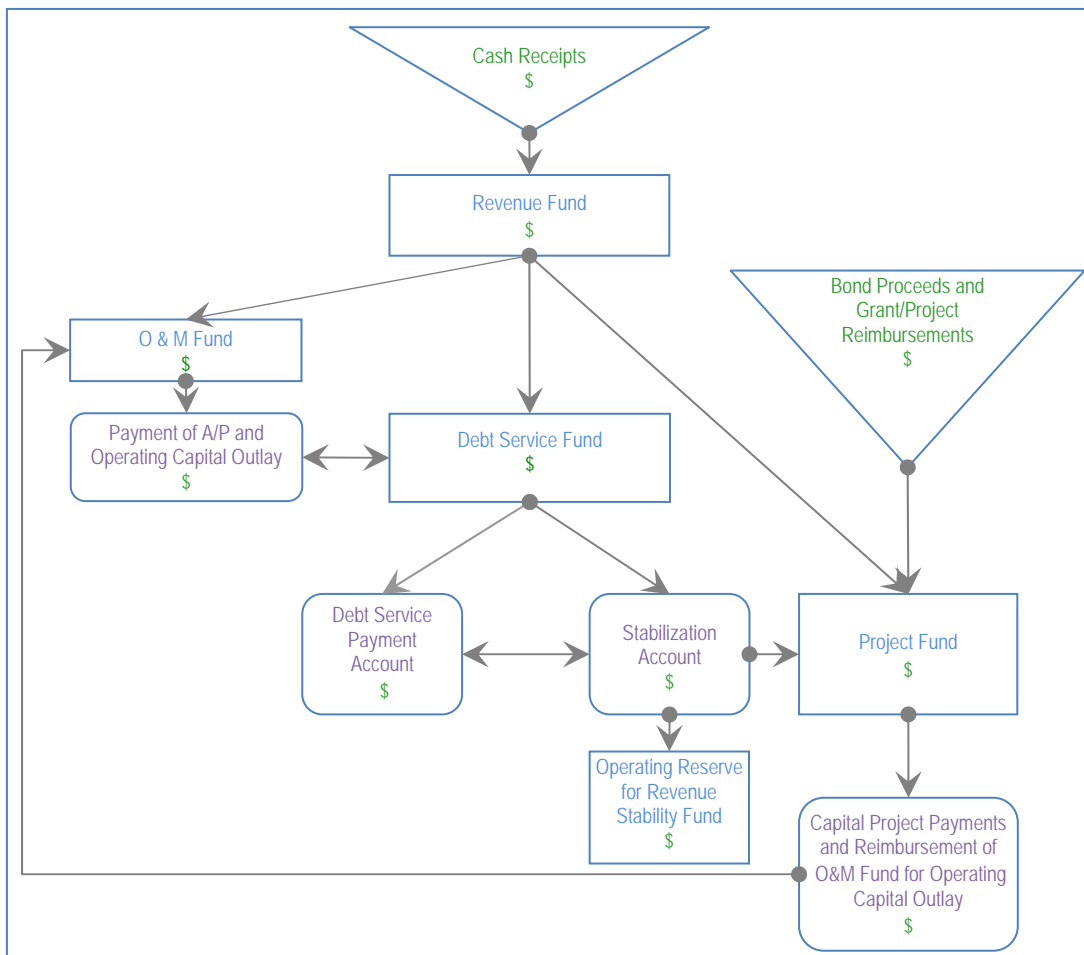 Cash Receipts
$
Revenue Fund
$
Bond Proceeds and
Grant/Project
Reimbursements
$
O & M Fund
$
Payment of A/P and
Operating Capital Outlay
$
Debt Service Fund
$
Debt Service
Payment
Account
$
Stabilization
Account
$
Project Fund
$
Operating Reserve
for Revenue
Stability Fund
$
Capital Project Payments
and Reimbursement of
O&M Fund for Operating
Capital Outlay
$